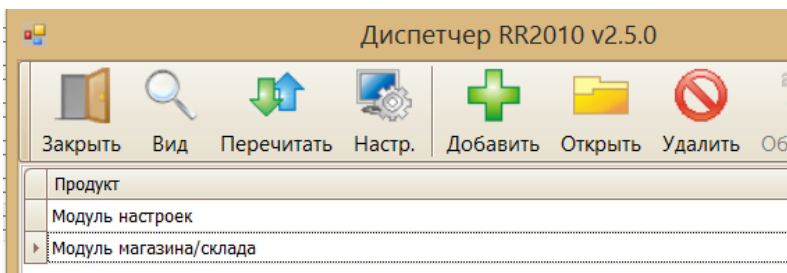 Диспетчер RR2010 v2.5.0
Закрыть Вид Перечитать Настр. Добавить Открыть Удалить
Продукт
Модуль настроек
Модуль магазина/склада